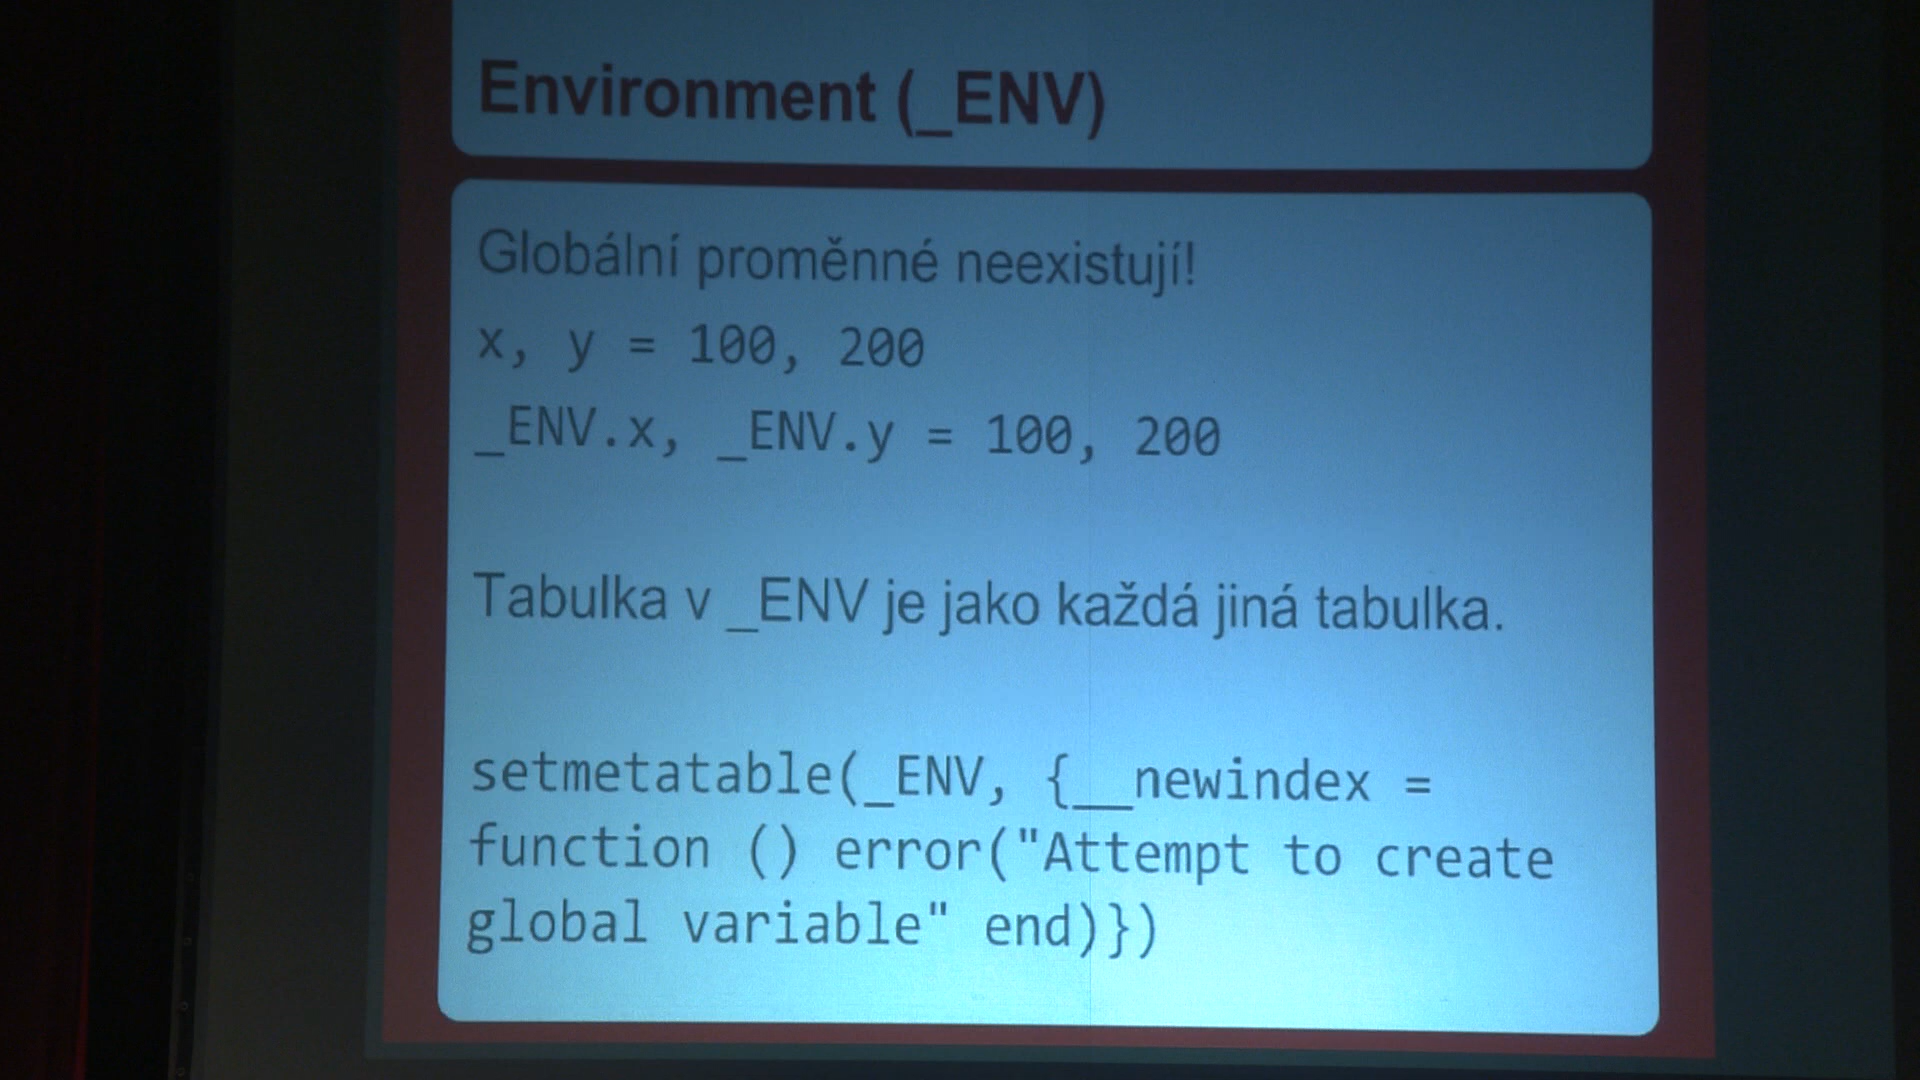 Environment (_ENV)
Globální proměnné neexistují!
x, y = 100, 200
_ENV.x, _ENV.y = 100, 200
Tabulka v _ENV je jako každá jiná tabulka.
setmetatable(_ENV, {__newindex =
function () error("Attempt to create
global variable" end)})